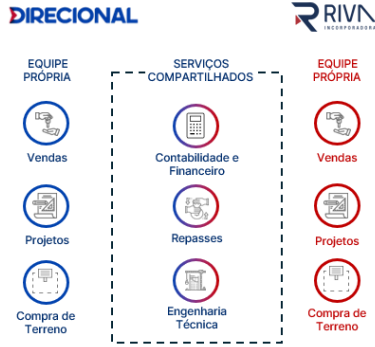 DIRECIONAL
RIVA
INCORPORADORA
EQUIPE
PRÓPRIA
SERVIÇOS
COMPARTILHADOS
EQUIPE
PRÓPRIA
Vendas
Contabilidade e
Financeiro
Vendas
Projetos
Repasses
Projetos
Compra de
Terreno
Engenharia
Técnica
Compra de
Terreno